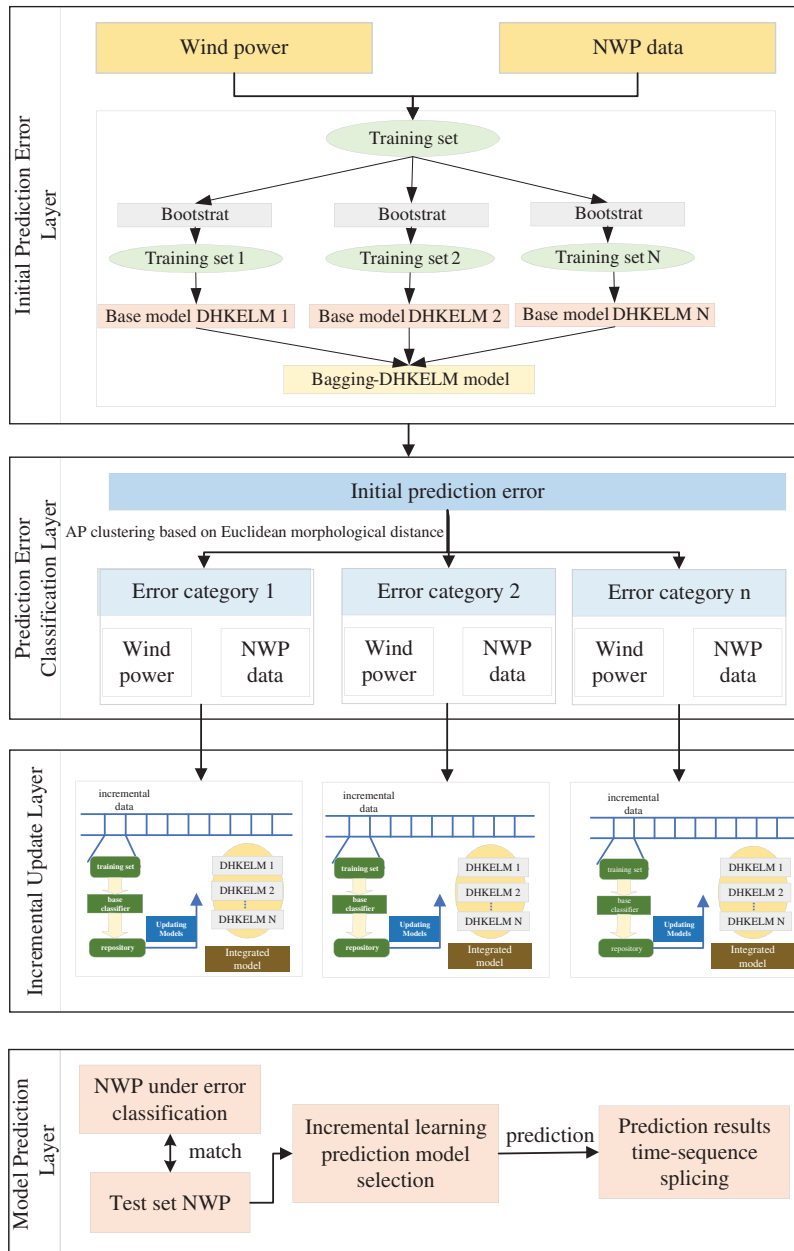 Initial Prediction Error
Layer
Wind power
NWP data
Training set
Bootstrat
Bootstrat
Bootstrat
Training set 1
Training set 2
Training set N
Base model DHKELM 1
Base model DHKELM 2
Base model DHKELM N
Bagging-DHKELM model
Prediction Error
Classification Layer
Initial prediction error
AP clustering based on Euclidean morphological distance
Error category 1
Error category 2
Error category n
Wind
power
NWP
data
Wind
power
NWP
data
Wind
power
NWP
data
Incremental Update Layer
incremental
data
training set
base
classifier
repository
Updating
Models
DHKELM 1
DHKELM 2
DHKELM N
Integrated
model
incremental
data
training set
base
classifier
repository
Updating
Models
DHKELM 1
DHKELM 2
DHKELM N
Integrated
model
incremental
data
training set
base
classifier
repository
Updating
Models
DHKELM 1
DHKELM 2
DHKELM N
Integrated
model
Model Prediction
Layer
NWP under error
classification
match
Test set NWP
Incremental learning
prediction model
selection
prediction
Prediction results
time-sequence
splicing